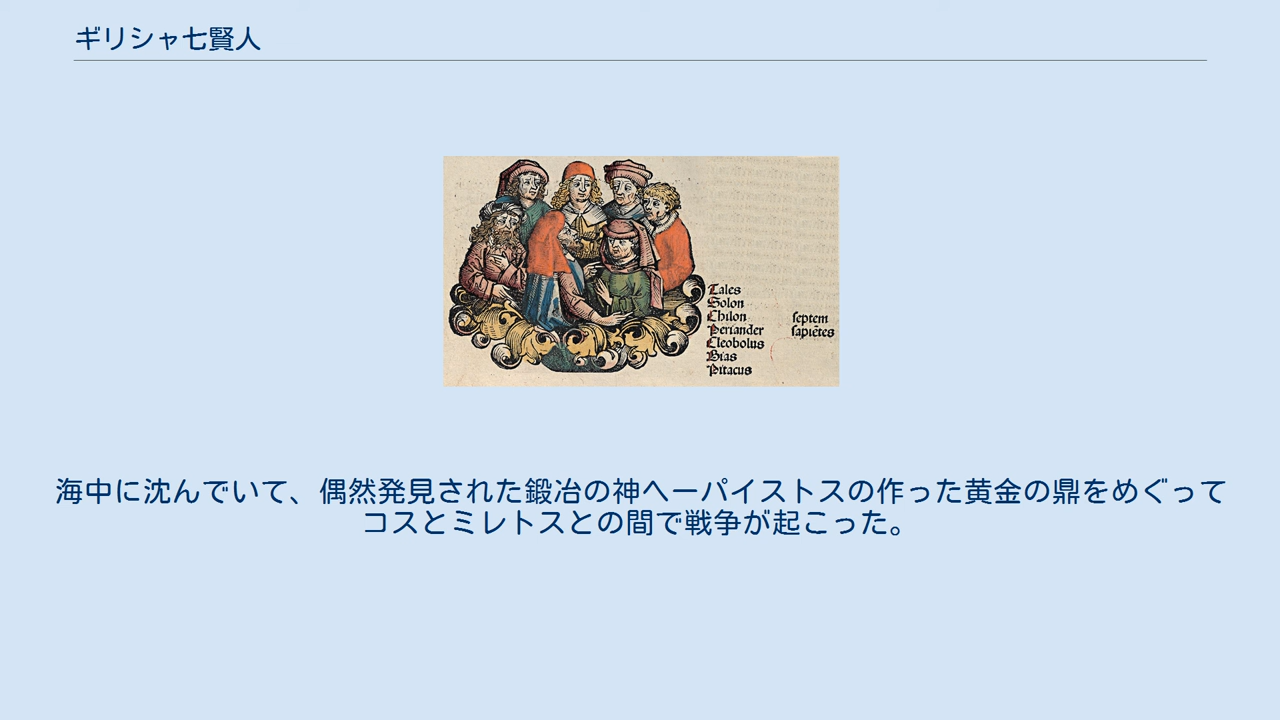 ギリシャ七賢人
Tales
Solon
Chilon
Periander
Cleobolus
Bias
Pitacus
septem
sapiētes
海中に沈んでいて、偶然発見された鍛冶の神ヘーパイストスの作った黄金の鼎をめぐって
コスとミレトスとの間で戦争が起こった。